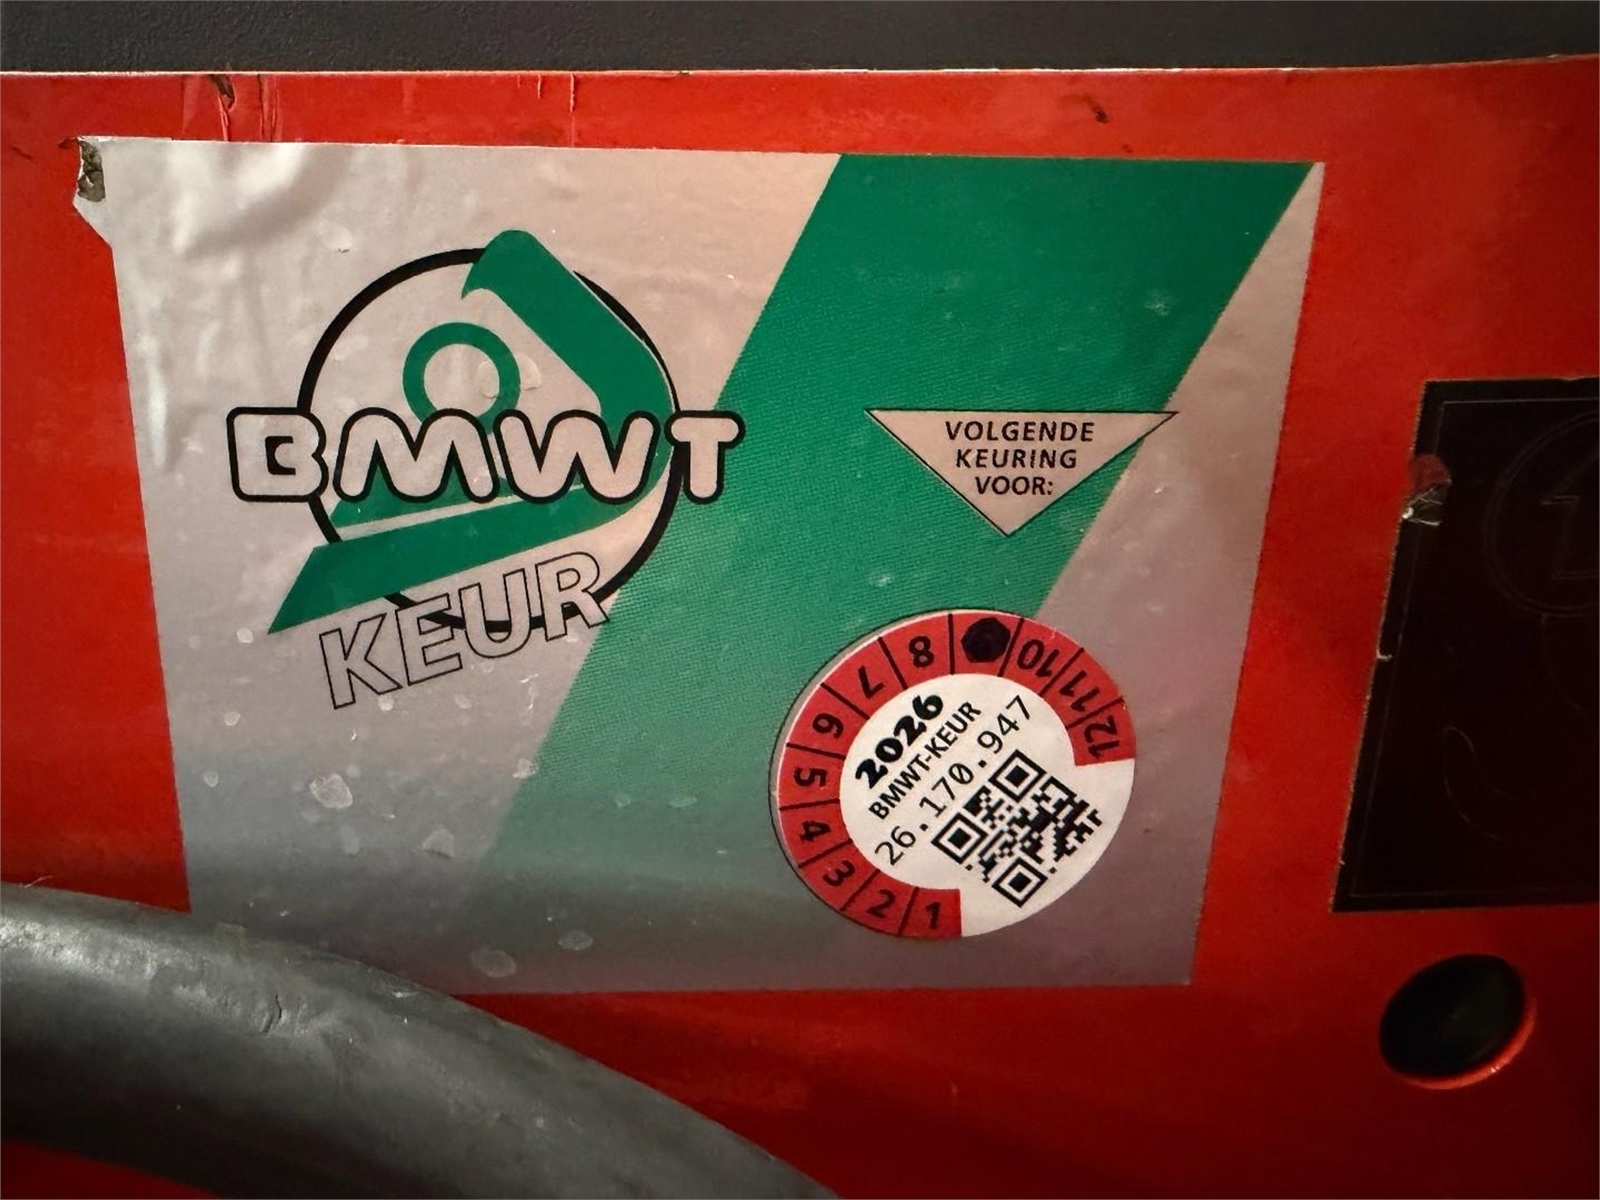 BMWT
KEUR
VOLGENDE
KEURING
VOOR:
1 2 3 4 5 6 7 8 10 11 12
2026
BMWT-KEUR
26.170.947